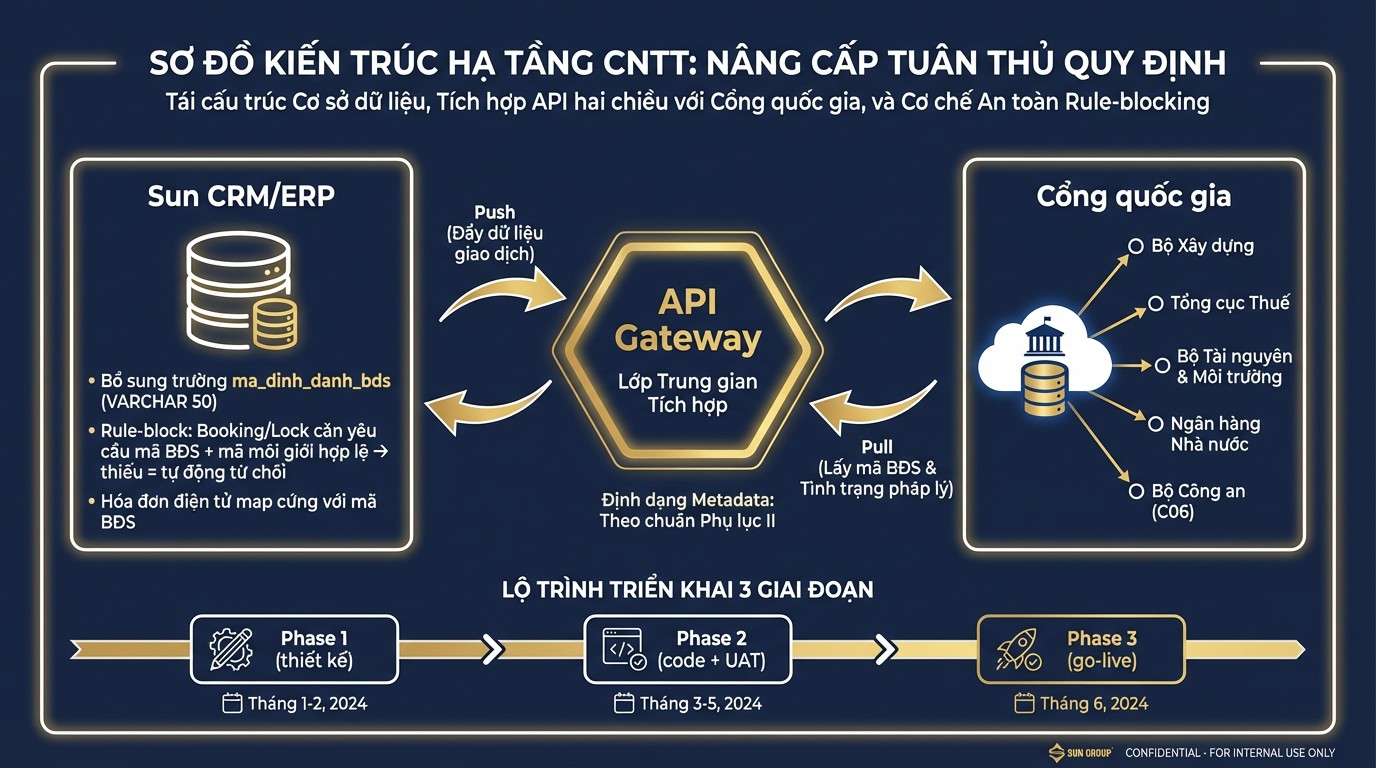 SƠ ĐỒ KIẾN TRÚC HẠ TẦNG CNTT: NÂNG CẤP TUÂN THỦ QUY ĐỊNH
Tái cấu trúc Cơ sở dữ liệu, Tích hợp API hai chiều với Cổng quốc gia, và Cơ chế An toàn Rule-blocking
Sun CRM/ERP
• Bổ sung trường ma_dinh_danh_bds
(VARCHAR 50)
• Rule-block: Booking/Lock căn yêu
cầu mã BĐS + mã môi giới hợp lệ →
thiếu = tự động từ chối
• Hóa đơn điện tử map cứng với mã
BĐS
Push
(Đẩy dữ liệu
giao dịch)
API
Gateway
Lớp Trung gian
Tích hợp
Định dạng Metadata:
Theo chuẩn Phụ lục II
Pull
(Lấy mã BĐS &
Tình trạng pháp lý)
Cổng quốc gia
Bộ Xây dựng
Tổng cục Thuế
Bộ Tài nguyên
& Môi trường
Ngân hàng
Nhà nước
Bộ Công an
(C06)
LỘ TRÌNH TRIỂN KHAI 3 GIAI ĐOẠN
Phase 1
(thiết kế)
Tháng 1-2, 2024
Phase 2
(code + UAT)
Tháng 3-5, 2024
Phase 3
(go-live)
Tháng 6, 2024
SUN GROUP
CONFIDENTIAL - FOR INTERNAL USE ONLY